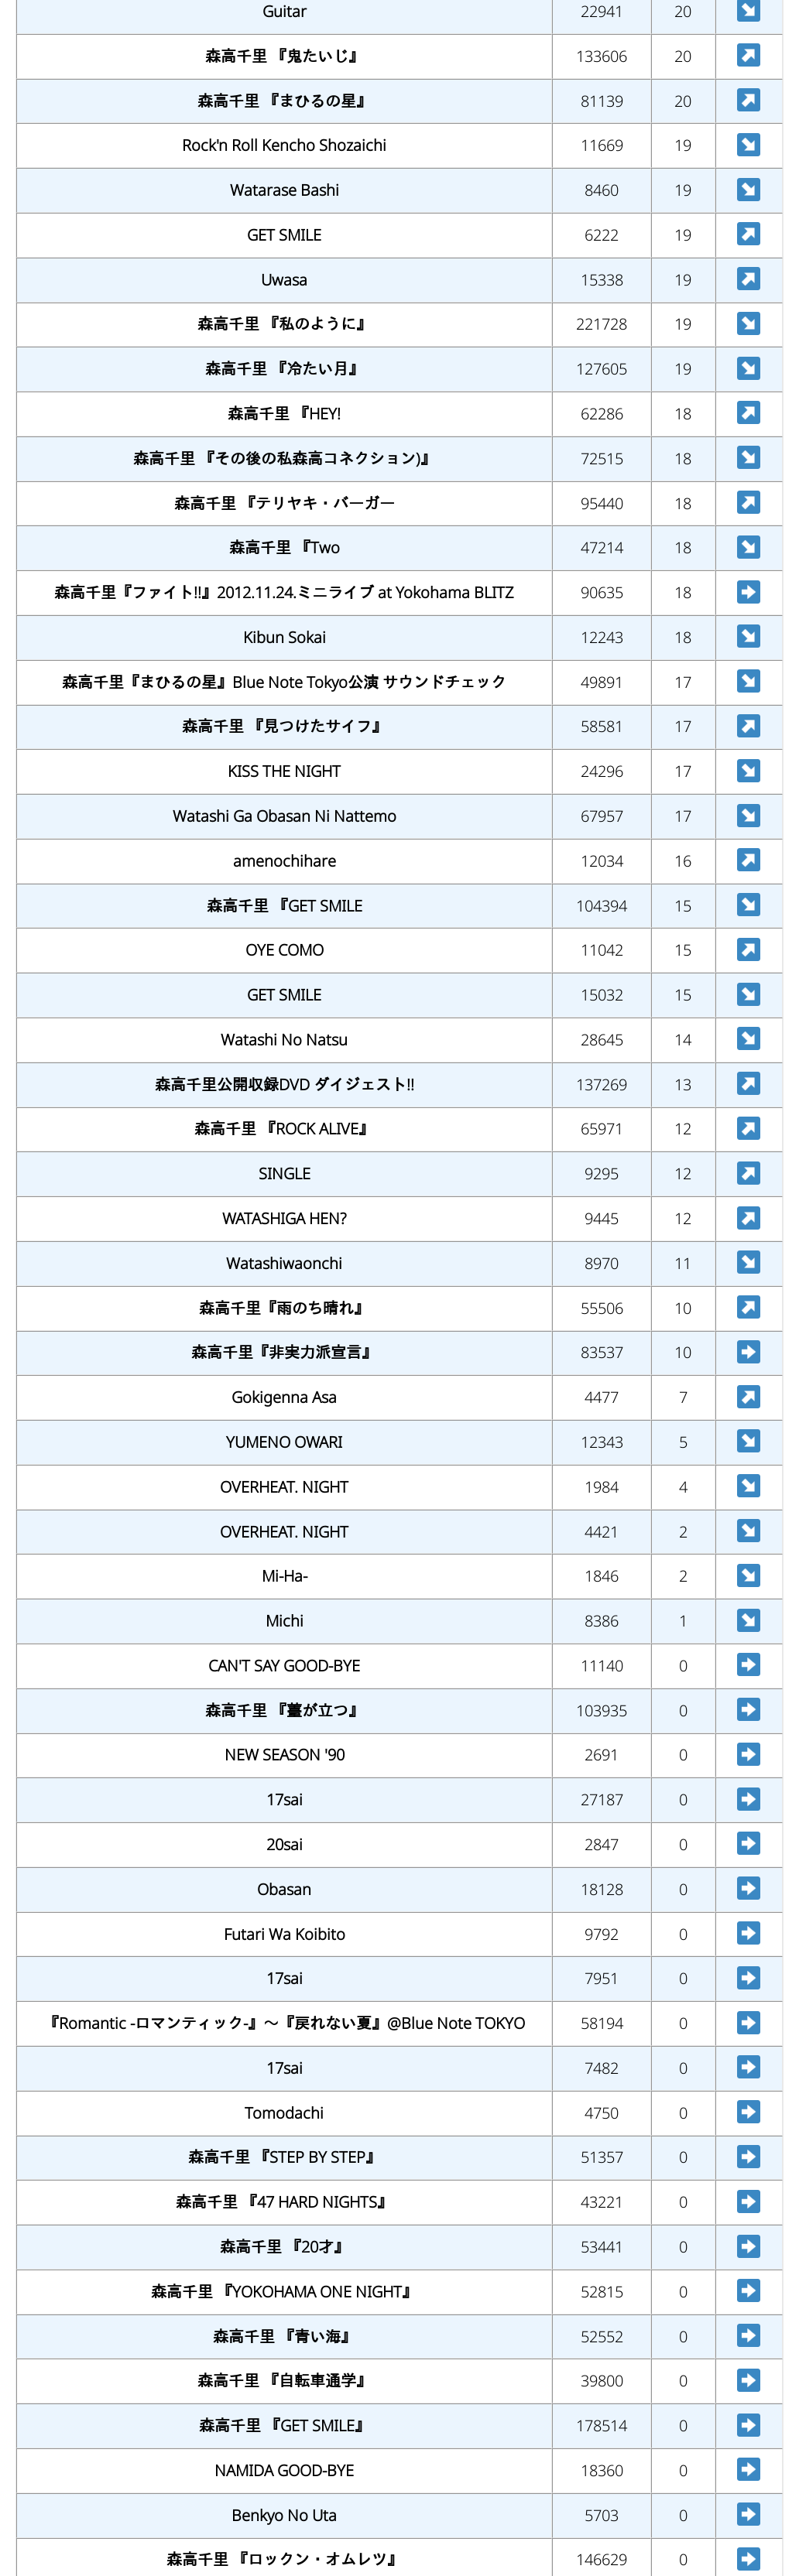 Guitar 22941 20
森高千里 『鬼たいじ』 133606 20
森高千里 『まひるの星』 81139 20
Rock'n Roll Kencho Shozaichi 11669 19
Watarase Bashi 8460 19
GET SMILE 6222 19
Uwasa 15338 19
森高千里 『私のように』 221728 19
森高千里 『冷たい月』 127605 19
森高千里 『HEY! 62286 18
森高千里 『その後の私森高コネクション)』 72515 18
森高千里 『テリヤキ・バーガー 95440 18
森高千里 『Two 47214 18
森高千里『ファイト!!』2012.11.24.ミニライブ at Yokohama BLITZ 90635 18
Kibun Sokai 12243 18
森高千里『まひるの星』Blue Note Tokyo公演 サウンドチェック 49891 17
森高千里 『見つけたサイフ』 58581 17
KISS THE NIGHT 24296 17
Watashi Ga Obasan Ni Nattemo 67957 17
amenochihare 12034 16
森高千里 『GET SMILE 104394 15
OYE COMO 11042 15
GET SMILE 15032 15
Watashi No Natsu 28645 14
森高千里公開収録DVD ダイジェスト!! 137269 13
森高千里 『ROCK ALIVE』 65971 12
SINGLE 9295 12
WATASHIGA HEN? 9445 12
Watashiwaonchi 8970 11
森高千里『雨のち晴れ』 55506 10
森高千里『非実力派宣言』 83537 10
Gokigenna Asa 4477 7
YUMENO OWARI 12343 5
OVERHEAT. NIGHT 1984 4
OVERHEAT. NIGHT 4421 2
Mi-Ha- 1846 2
Michi 8386 1
CAN'T SAY GOOD-BYE 11140 0
森高千里 『薹が立つ』 103935 0
NEW SEASON '90 2691 0
17sai 27187 0
20sai 2847 0
Obasan 18128 0
Futari Wa Koibito 9792 0
17sai 7951 0
『Romantic -ロマンティック-』～『戻れない夏』@Blue Note TOKYO 58194 0
17sai 7482 0
Tomodachi 4750 0
森高千里 『STEP BY STEP』 51357 0
森高千里 『47 HARD NIGHTS』 43221 0
森高千里 『20才』 53441 0
森高千里 『YOKOHAMA ONE NIGHT』 52815 0
森高千里 『青い海』 52552 0
森高千里 『自転車通学』 39800 0
森高千里 『GET SMILE』 178514 0
NAMIDA GOOD-BYE 18360 0
Benkyo No Uta 5703 0
森高千里 『ロックン・オムレツ』 146629 0